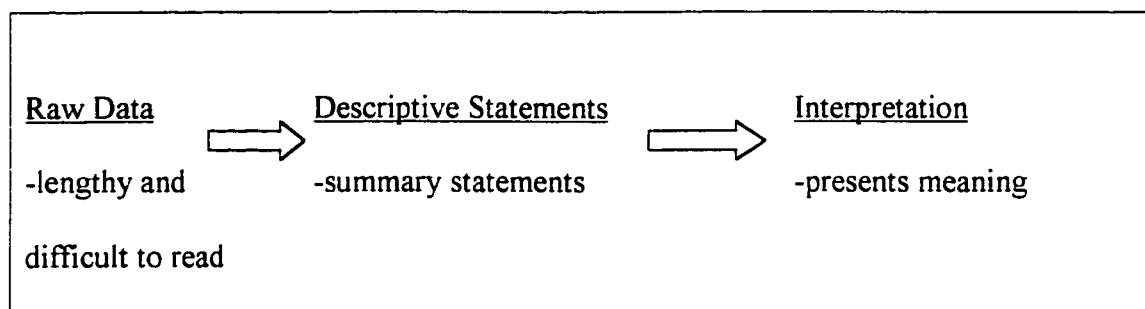 Raw Data
-lengthy and
difficult to read
Descriptive Statements
-summary statements
Interpretation
-presents meaning